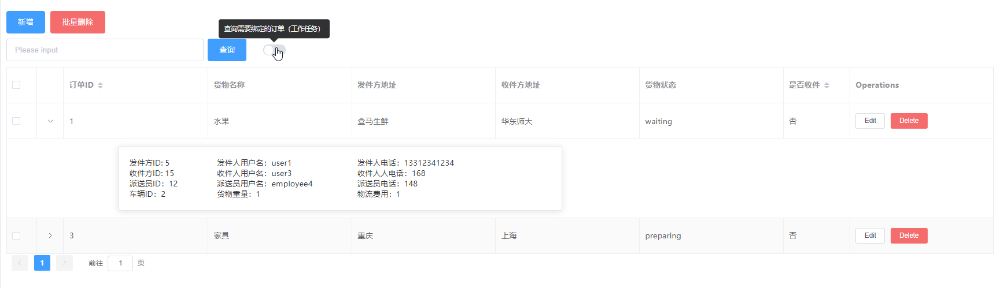 新增 批量删除
查询需要绑定的订单（工作任务）
Please input 查询
订单ID 货物名称 发件方地址 收件方地址 货物状态 是否收件 Operations
1 水果 盒马生鲜 华东师大 waiting 否 Edit Delete
发件方ID: 5 发件人用户名：user1 发件人电话：13312341234
收件方ID: 15 收件人用户名：user3 收件人人电话：168
派送员ID：12 派送员用户名：employee4 派送员电话：148
车辆ID：2 货物重量：1 物流费用：1
3 家具 重庆 上海 preparing 否 Edit Delete
1 前往 1 页